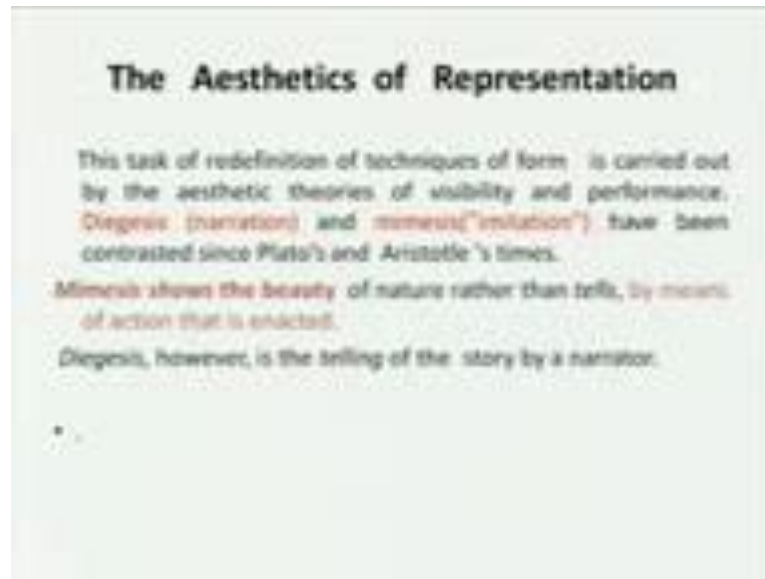 The Aesthetics of Representation
This task of redefinition of techniques of form is carried out
by the aesthetic theories of visibility and performance.
Diegesis (narration) and mimesis("imitation") have been
contrasted since Plato's and Aristotle 's times.
Mimesis shows the beauty of nature rather than tells, by means
of action that is enacted.
Diegesis, however, is the telling of the story by a narrator.
• .